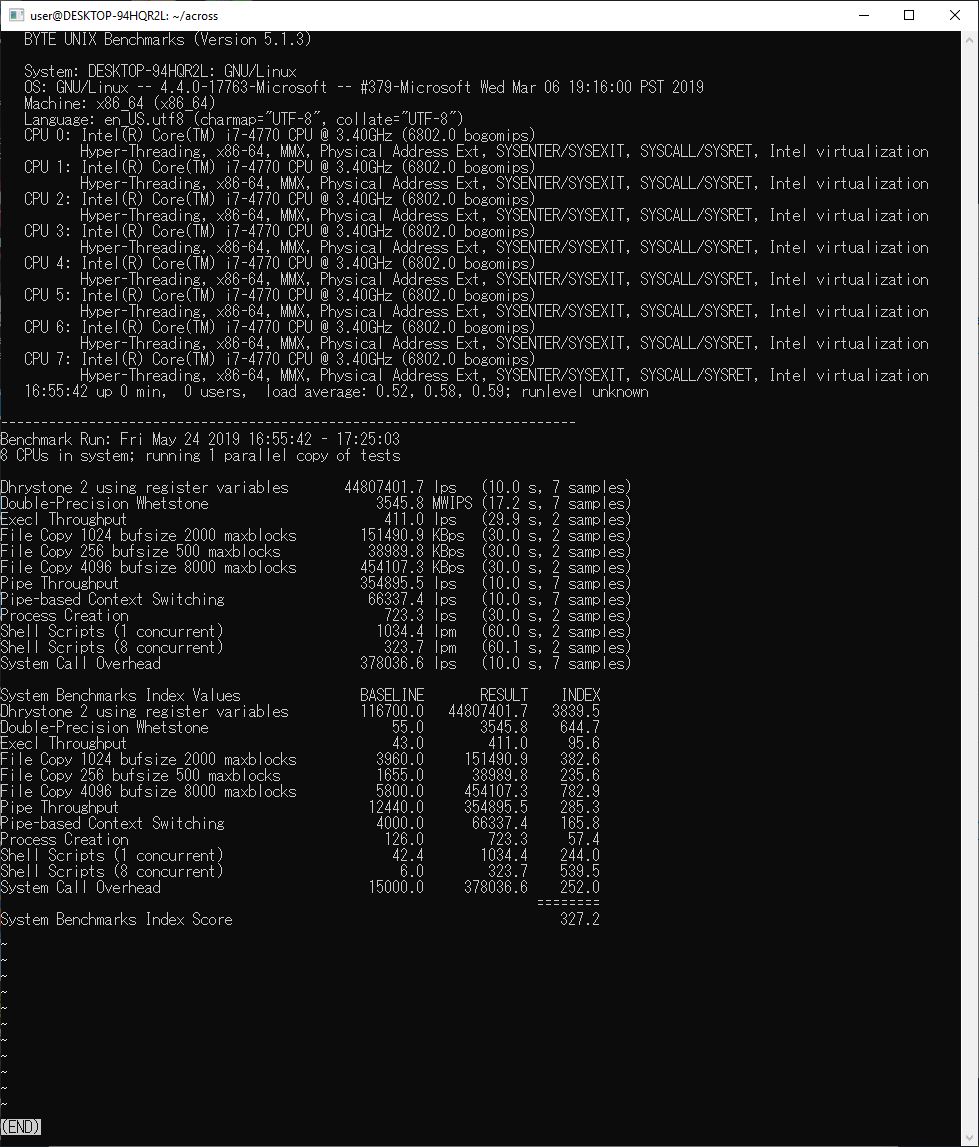 user@DESKTOP-94HQR2L: ~/across
BYTE UNIX Benchmarks (Version 5.1.3)
System: DESKTOP-94HQR2L: GNU/Linux
OS: GNU/Linux -- 4.4.0-17763-Microsoft -- #379-Microsoft Wed Mar 06 19:16:00 PST 2019
Machine: x86_64 (x86_64)
Language: en_US.utf8 (charmap="UTF-8", collate="UTF-8")
CPU 0: Intel(R) Core(TM) i7-4770 CPU @ 3.40GHz (6802.0 bogomips)
Hyper-Threading, x86-64, MMX, Physical Address Ext, SYSENTER/SYSEXIT, SYSCALL/SYSRET, Intel virtualization
CPU 1: Intel(R) Core(TM) i7-4770 CPU @ 3.40GHz (6802.0 bogomips)
Hyper-Threading, x86-64, MMX, Physical Address Ext, SYSENTER/SYSEXIT, SYSCALL/SYSRET, Intel virtualization
CPU 2: Intel(R) Core(TM) i7-4770 CPU @ 3.40GHz (6802.0 bogomips)
Hyper-Threading, x86-64, MMX, Physical Address Ext, SYSENTER/SYSEXIT, SYSCALL/SYSRET, Intel virtualization
CPU 3: Intel(R) Core(TM) i7-4770 CPU @ 3.40GHz (6802.0 bogomips)
Hyper-Threading, x86-64, MMX, Physical Address Ext, SYSENTER/SYSEXIT, SYSCALL/SYSRET, Intel virtualization
CPU 4: Intel(R) Core(TM) i7-4770 CPU @ 3.40GHz (6802.0 bogomips)
Hyper-Threading, x86-64, MMX, Physical Address Ext, SYSENTER/SYSEXIT, SYSCALL/SYSRET, Intel virtualization
CPU 5: Intel(R) Core(TM) i7-4770 CPU @ 3.40GHz (6802.0 bogomips)
Hyper-Threading, x86-64, MMX, Physical Address Ext, SYSENTER/SYSEXIT, SYSCALL/SYSRET, Intel virtualization
CPU 6: Intel(R) Core(TM) i7-4770 CPU @ 3.40GHz (6802.0 bogomips)
Hyper-Threading, x86-64, MMX, Physical Address Ext, SYSENTER/SYSEXIT, SYSCALL/SYSRET, Intel virtualization
CPU 7: Intel(R) Core(TM) i7-4770 CPU @ 3.40GHz (6802.0 bogomips)
Hyper-Threading, x86-64, MMX, Physical Address Ext, SYSENTER/SYSEXIT, SYSCALL/SYSRET, Intel virtualization
16:55:42 up 0 min,  0 users,  load average: 0.52, 0.58, 0.59; runlevel unknown
------------------------------------------------------------------------
Benchmark Run: Fri May 24 2019 16:55:42 - 17:25:03
8 CPUs in system; running 1 parallel copy of tests
Dhrystone 2 using register variables 44807401.7 lps (10.0 s, 7 samples)
Double-Precision Whetstone 3545.8 MWIPS (17.2 s, 7 samples)
Execl Throughput 411.0 lps (29.9 s, 2 samples)
File Copy 1024 bufsize 2000 maxblocks 151490.9 KBps (30.0 s, 2 samples)
File Copy 256 bufsize 500 maxblocks 38989.8 KBps (30.0 s, 2 samples)
File Copy 4096 bufsize 8000 maxblocks 454107.3 KBps (30.0 s, 2 samples)
Pipe Throughput 354895.5 lps (10.0 s, 7 samples)
Pipe-based Context Switching 66337.4 lps (10.0 s, 7 samples)
Process Creation 723.3 lps (30.0 s, 2 samples)
Shell Scripts (1 concurrent) 1034.4 lpm (60.0 s, 2 samples)
Shell Scripts (8 concurrent) 323.7 lpm (60.1 s, 2 samples)
System Call Overhead 378036.6 lps (10.0 s, 7 samples)
System Benchmarks Index Values BASELINE RESULT INDEX
Dhrystone 2 using register variables 116700.0 44807401.7 3839.5
Double-Precision Whetstone 55.0 3545.8 644.7
Execl Throughput 43.0 411.0 95.6
File Copy 1024 bufsize 2000 maxblocks 3960.0 151490.9 382.6
File Copy 256 bufsize 500 maxblocks 1655.0 38989.8 235.6
File Copy 4096 bufsize 8000 maxblocks 5800.0 454107.3 782.9
Pipe Throughput 12440.0 354895.5 285.3
Pipe-based Context Switching 4000.0 66337.4 165.8
Process Creation 126.0 723.3 57.4
Shell Scripts (1 concurrent) 42.4 1034.4 244.0
Shell Scripts (8 concurrent) 6.0 323.7 539.5
System Call Overhead 15000.0 378036.6 252.0
========
System Benchmarks Index Score 327.2
~
~
~
~
~
~
~
~
~
~
~
(END)